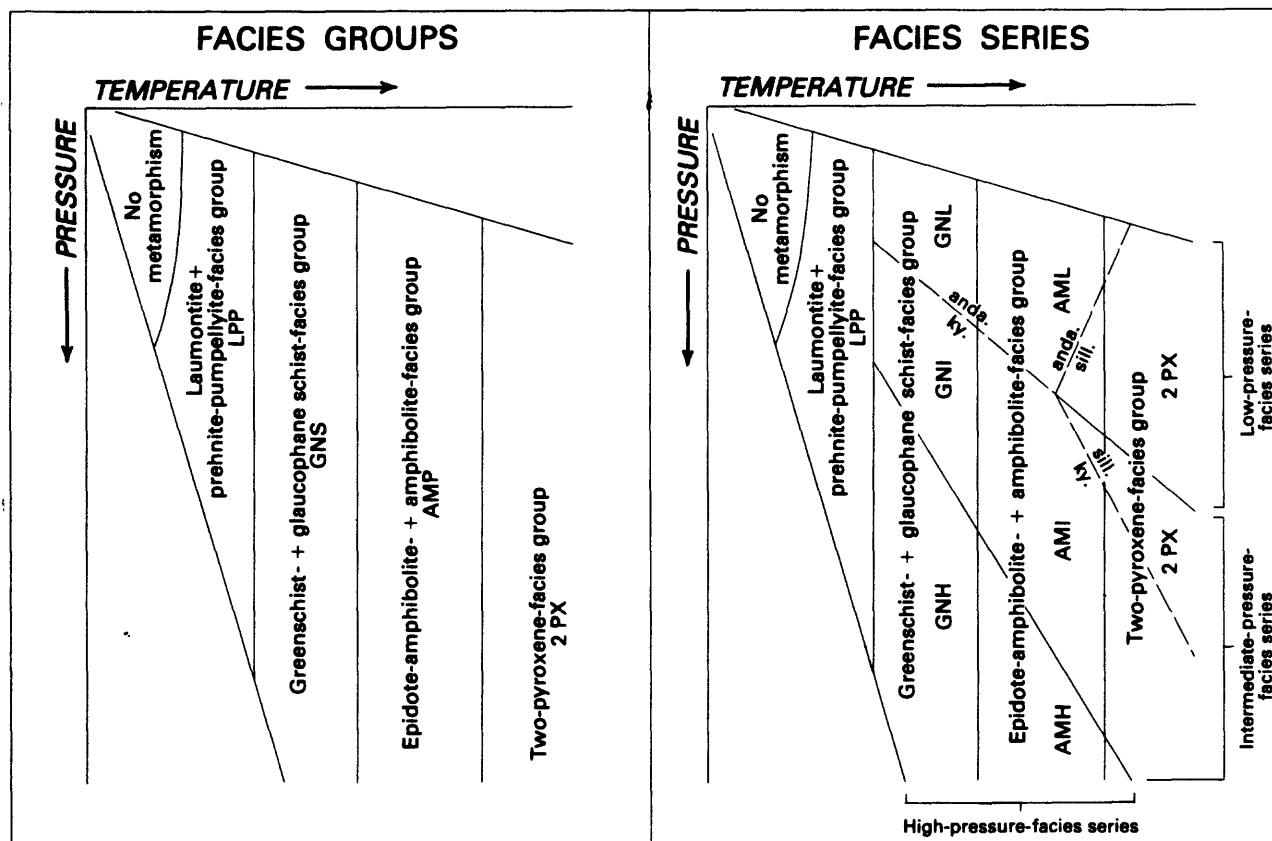 FACIES GROUPS
TEMPERATURE
PRESSURE
No
metamorphism
Laumontite +
prehnite-pumpellyite-facies group
LPP
Greenschist- + glaucophane schist-facies group
GNS
Epidote-amphibolite- + amphibolite-facies group
AMP
Two-pyroxene-facies group
2 PX
FACIES SERIES
TEMPERATURE
PRESSURE
No
metamorphism
Laumontite +
prehnite-pumpellyite-facies group
LPP
Greenschist- + glaucophane schist-facies group
GNL
GNI
GNH
anda.
ky.
Epidote-amphibolite- + amphibolite-facies group
AML
AMI
AMH
anda.
sill.
sill.
ky.
Two-pyroxene-facies group
2 PX
2 PX
Low-pressure-
facies series
Intermediate-pressure-
facies series
High-pressure-facies series